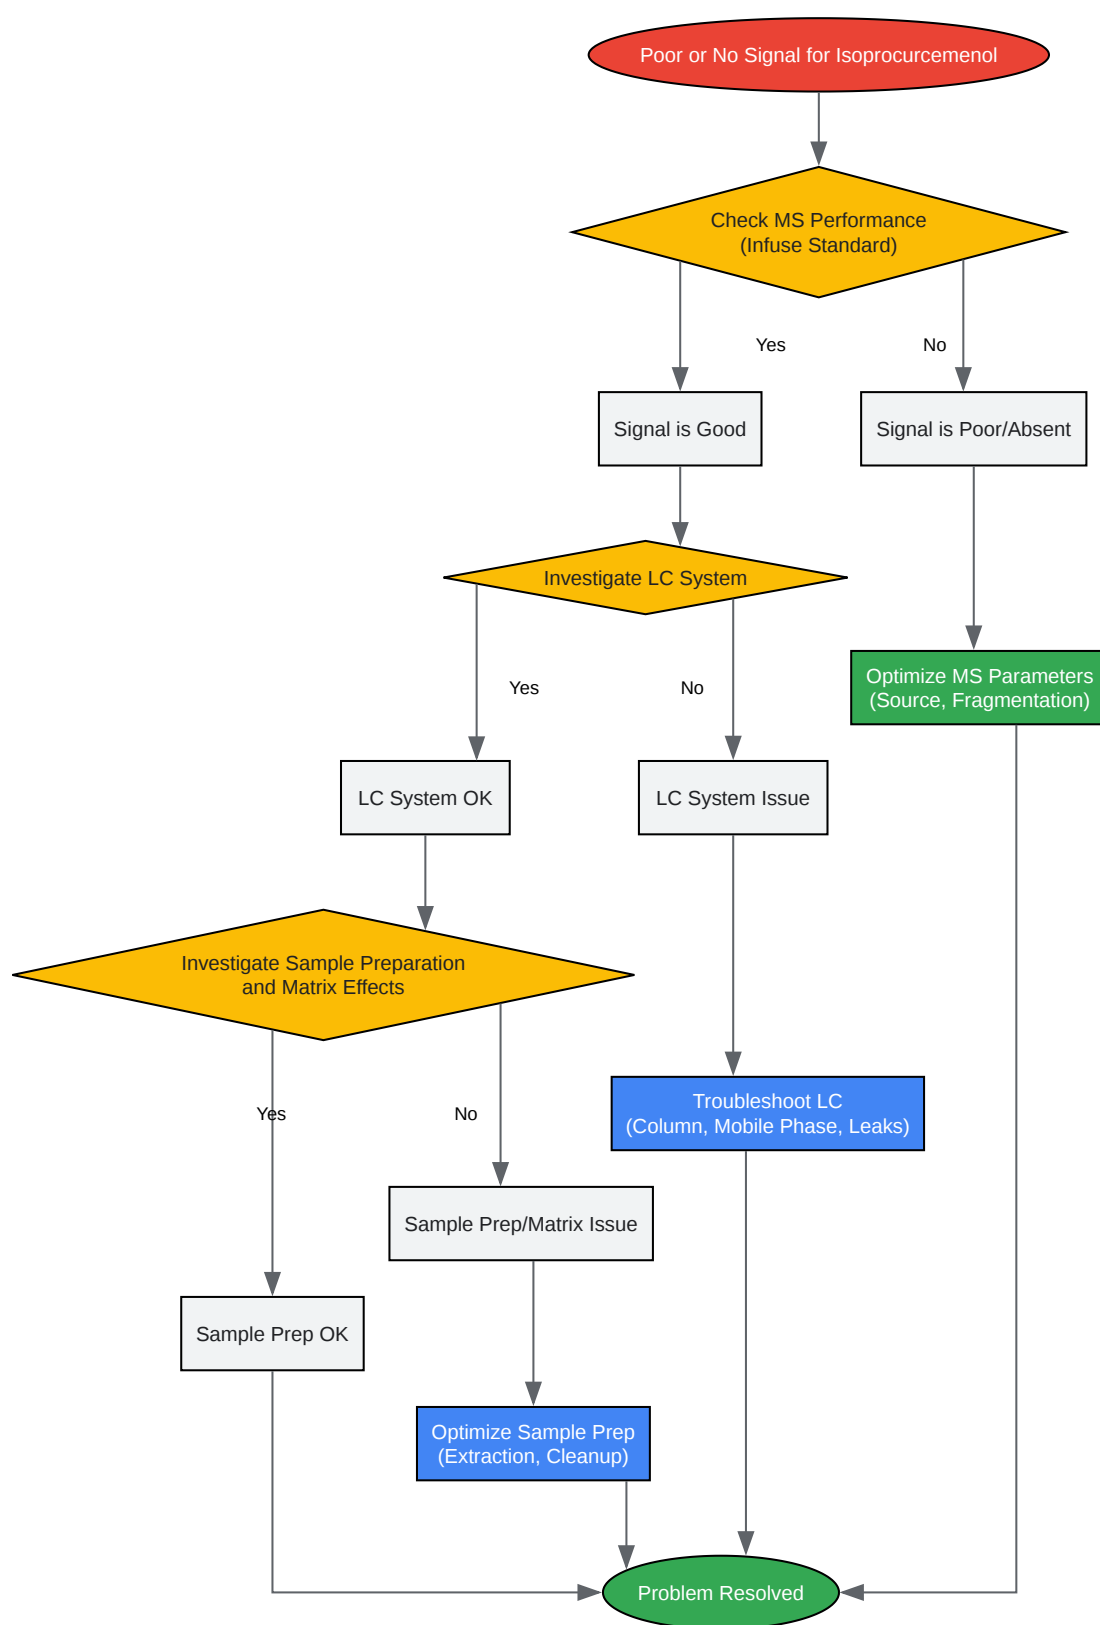 Poor or No Signal for Isoprocurcemenol
Check MS Performance
(Infuse Standard)
Yes
No
Signal is Good
Signal is Poor/Absent
Investigate LC System
Optimize MS Parameters
(Source, Fragmentation)
Yes
No
LC System OK
LC System Issue
Investigate Sample Preparation
and Matrix Effects
Troubleshoot LC
(Column, Mobile Phase, Leaks)
Yes
No
Sample Prep/Matrix Issue
Sample Prep OK
Optimize Sample Prep
(Extraction, Cleanup)
Problem Resolved